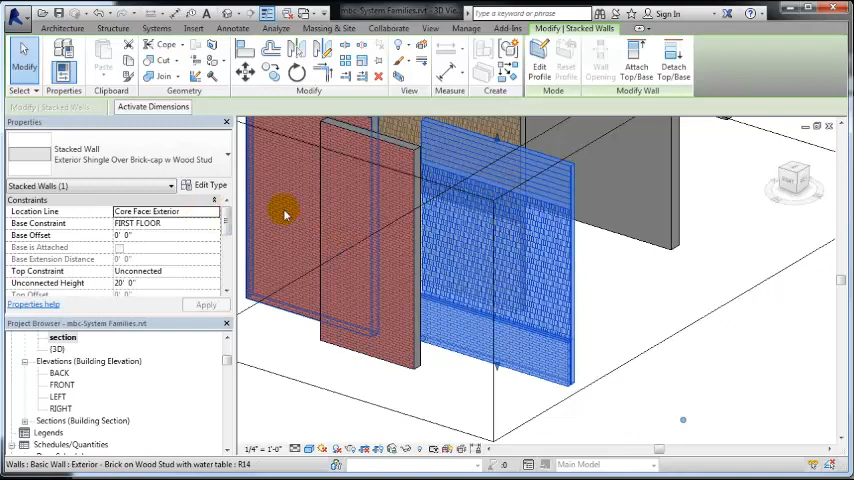 mbc-System Families.rvt - 3D Vie...
Type a keyword or phrase
Sign In
Architecture Structure Systems Insert Annotate Analyze Massing & Site Collaborate View Manage Add-Ins Modify | Stacked Walls
Modify
Properties
Paste
Cope
Cut
Join
Edit Profile
Reset Profile
Wall Opening
Attach Top/Base
Detach Top/Base
Select Properties Clipboard Geometry Modify View Measure Create Mode Modify Wall
Modify | Stacked Walls
Activate Dimensions
Properties
Stacked Wall
Exterior Shingle Over Brick-cap w Wood Stud
Stacked Walls (1)
Edit Type
Constraints
Location Line Core Face: Exterior
Base Constraint FIRST FLOOR
Base Offset 0' 0"
Base is Attached
Base Extension Distance 0' 0"
Top Constraint Unconnected
Unconnected Height 20' 0"
Top Offset 0' 0"
Properties help
Apply
RIGHT
Project Browser - mbc-System Families.rvt
section
(3D)
Elevations (Building Elevation)
BACK
FRONT
LEFT
RIGHT
Sections (Building Section)
Legends
Schedules/Quantities
1/4" = 1'-0"
Walls : Basic Wall : Exterior - Brick on Wood Stud with water table : R14
:0
Main Model